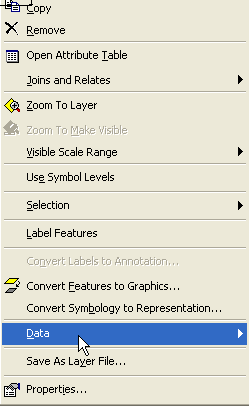 Copy
Remove
Open Attribute Table
Joins and Relates
Zoom To Layer
Zoom To Make Visible
Visible Scale Range
Use Symbol Levels
Selection
Label Features
Convert Labels to Annotation...
Convert Features to Graphics...
Convert Symbology to Representation...
Data
Save As Layer File...
Properties...